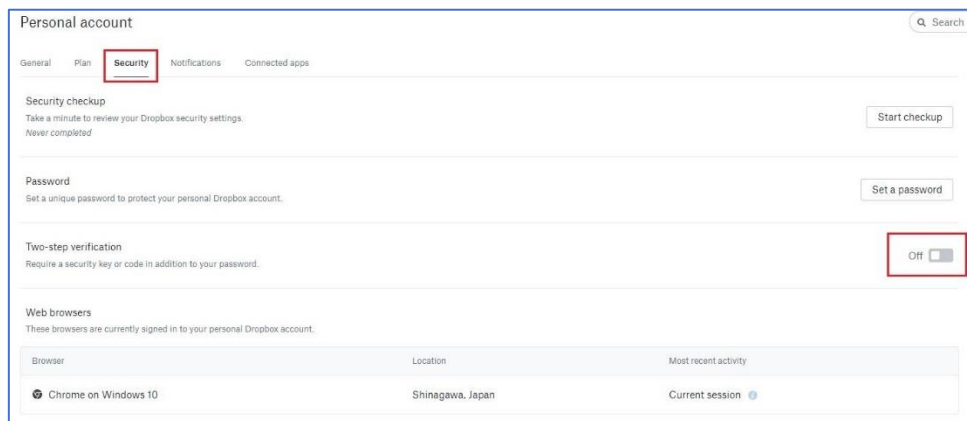 Personal account
Search
General Plan Security Notifications Connected apps
Security checkup
Take a minute to review your Dropbox security settings.
Never completed
Start checkup
Password
Set a unique password to protect your personal Dropbox account.
Set a password
Two-step verification
Require a security key or code in addition to your password.
Off
Web browsers
These browsers are currently signed in to your personal Dropbox account.
Browser Location Most recent activity
Chrome on Windows 10 Shinagawa, Japan Current session